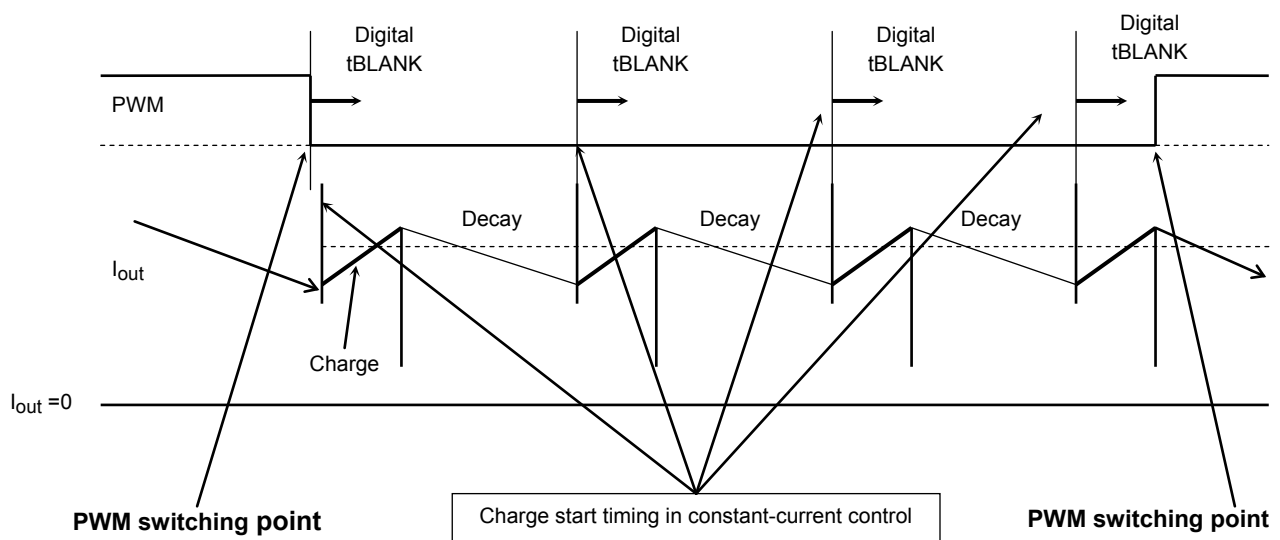 Digital
tBLANK
Digital
tBLANK
Digital
tBLANK
Digital
tBLANK
PWM
Decay
Decay
Decay
Iout
Charge
Iout =0
PWM switching point
Charge start timing in constant-current control
PWM switching point